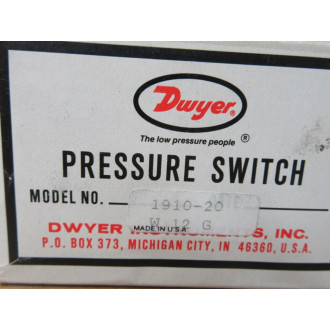 Dwyer®
The low pressure people ®
PRESSURE SWITCH
MODEL NO. 1910-20
W 12 G
MADE IN U.S.A.
DWYER INSTRUMENTS, INC.
P.O. BOX 373, MICHIGAN CITY, IN 46360, U.S.A.